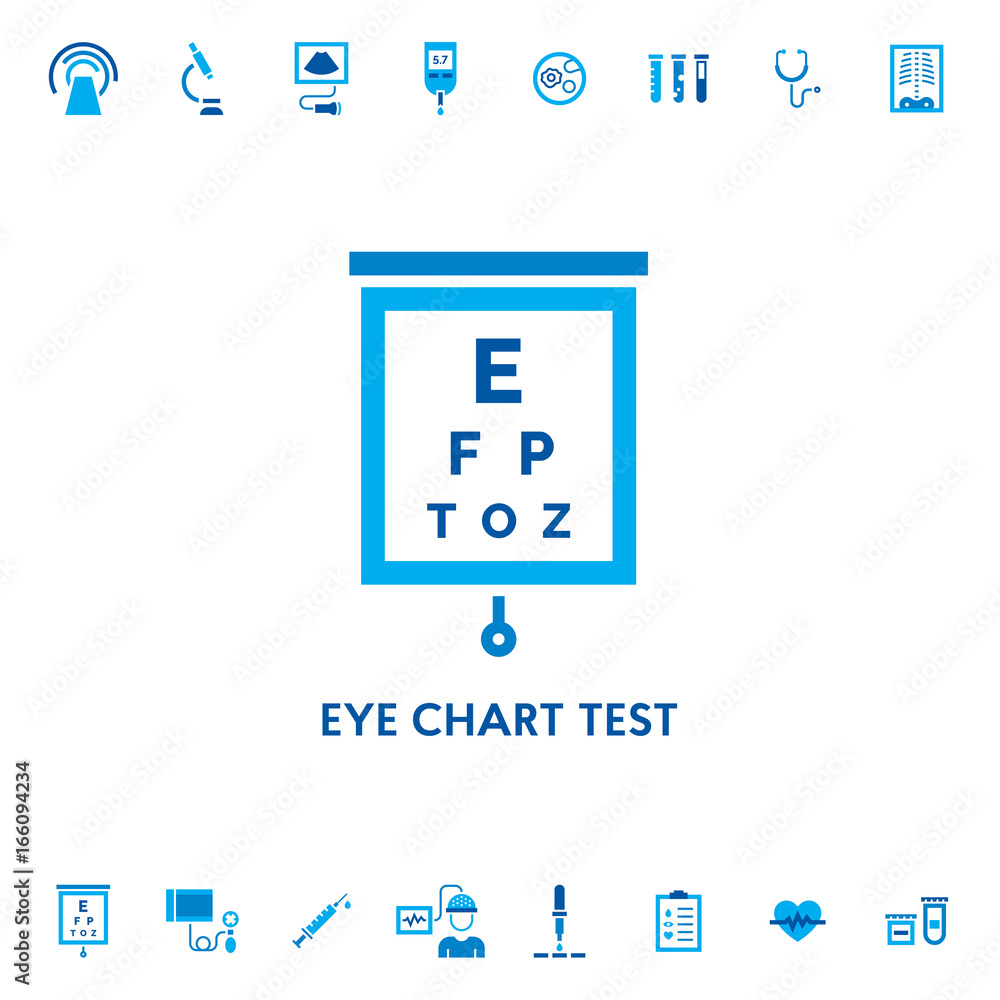 5.7
E
F P
T O Z
EYE CHART TEST
E
F P
T O Z
Adobe Stock | #166094234